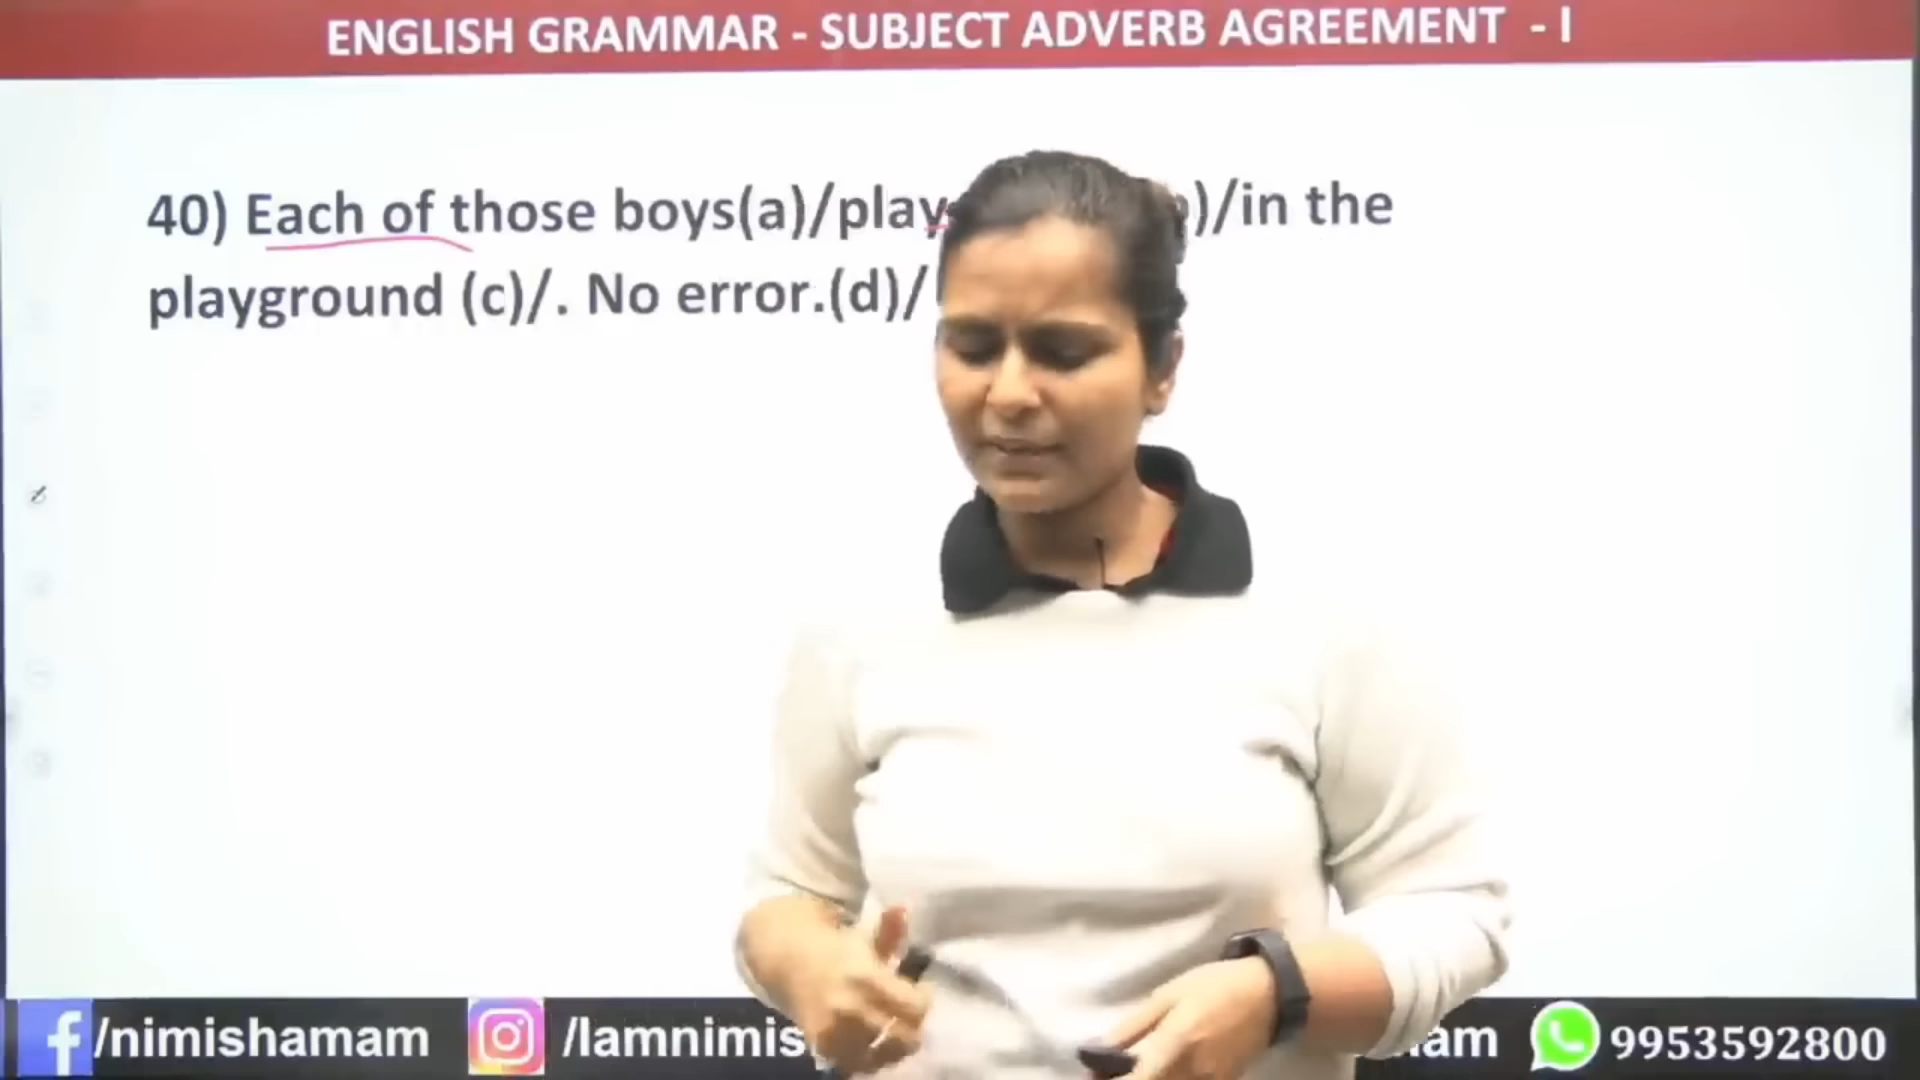 ENGLISH GRAMMAR - SUBJECT ADVERB AGREEMENT - I
40) Each of those boys(a)/play )/in the
playground (c)/. No error.(d)/
/nimishamam /Iamnimis am 9953592800